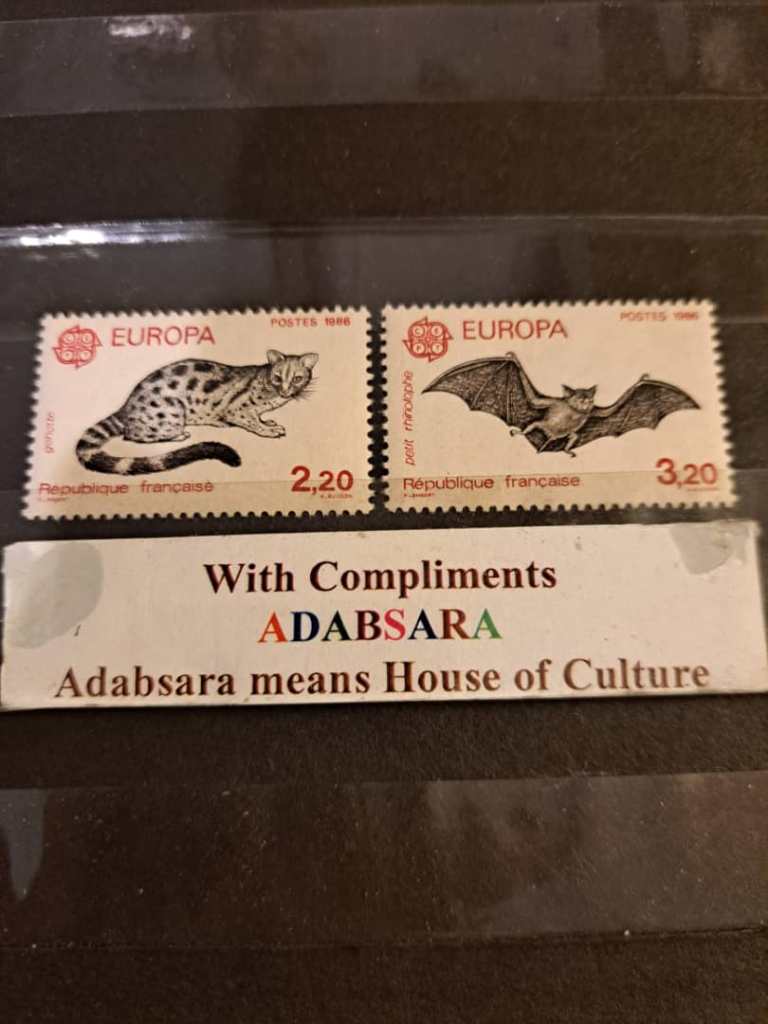 EUROPA
POSTES 1986
genette
République française
2,20
EUROPA
POSTES 1986
petit rhinolophe
République française
3,20
With Compliments
ADABSARA
Adabsara means House of Culture